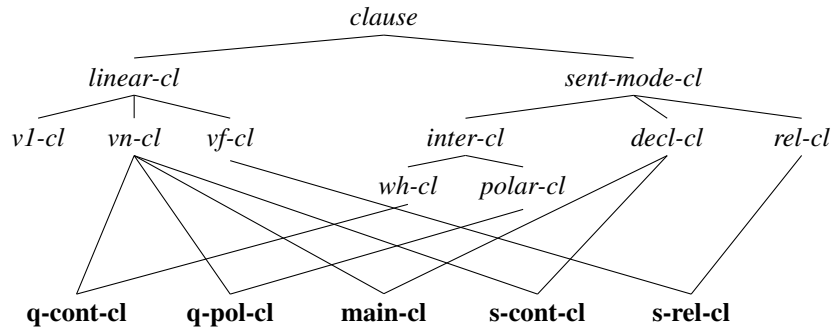 clause
linear-cl sent-mode-cl
v1-cl vn-cl vf-cl inter-cl decl-cl rel-cl
wh-cl polar-cl
q-cont-cl q-pol-cl main-cl s-cont-cl s-rel-cl